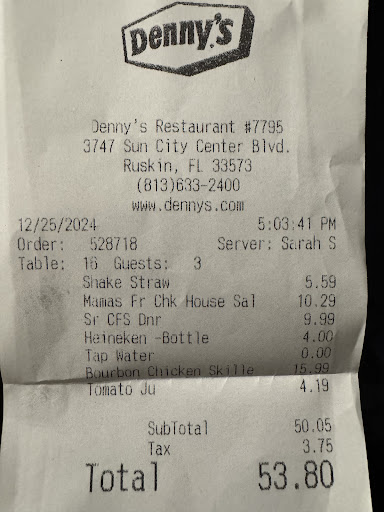 Denny's
Denny's Restaurant #7795
3747 Sun City Center Blvd.
Ruskin, FL 33573
(813)633-2400
www.dennys.com
12/25/2024 5:03:41 PM
Order: 528718 Server: Sarah S
Table: 16 Guests: 3
Shake Straw 5.59
Mamas Fr Chk House Sal 10.29
Sr CFS Dnr 9.99
Heineken -Bottle 4.00
Tap Water 0.00
Bourbon Chicken Skille 15.99
Tomato Ju 4.19
SubTotal 50.05
Tax 3.75
Total 53.80